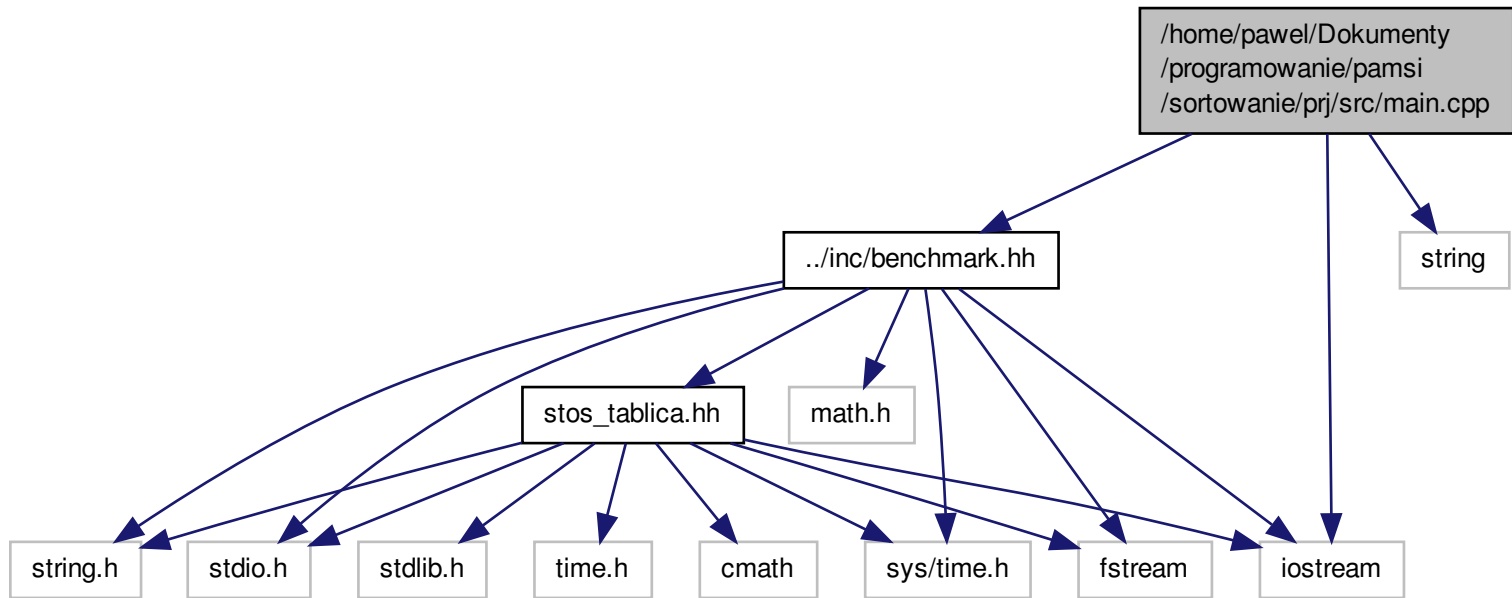 /home/pawel/Dokumenty
/programowanie/pamsi
/sortowanie/prj/src/main.cpp
../inc/benchmark.hh
string
stos_tablica.hh
math.h
string.h
stdio.h
stdlib.h
time.h
cmath
sys/time.h
fstream
iostream